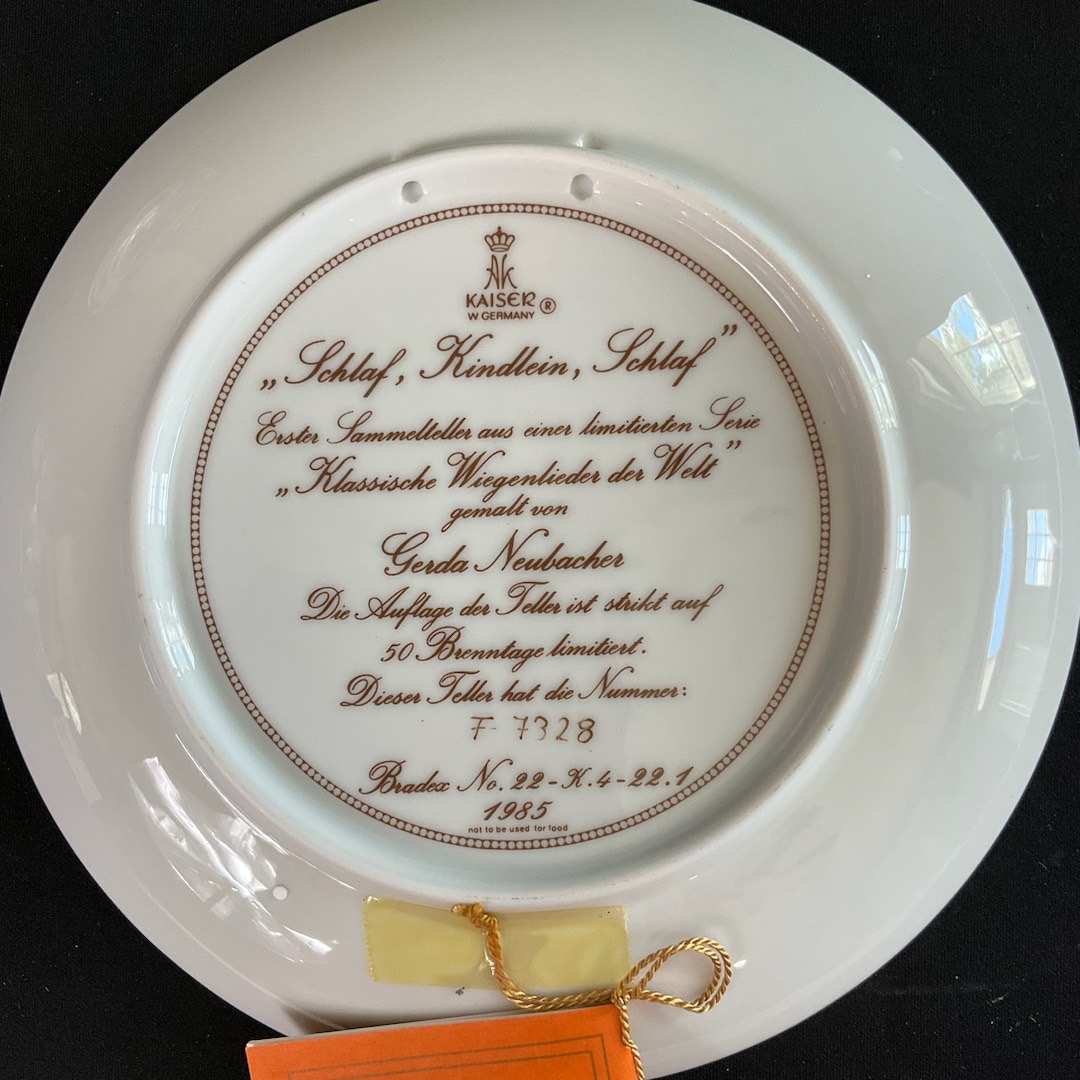 AK
KAISER ®
W GERMANY
„Schlaf, Kindlein, Schlaf”
Erster Sammelteller aus einer limitierten Serie
„Klassische Wiegenlieder der Welt”
gemalt von
Gerda Neubacher
Die Auflage der Teller ist strikt auf
50 Brenntage limitiert.
Dieser Teller hat die Nummer:
F-7328
Bradex No. 22-K.4-22.1
1985
not to be used for food